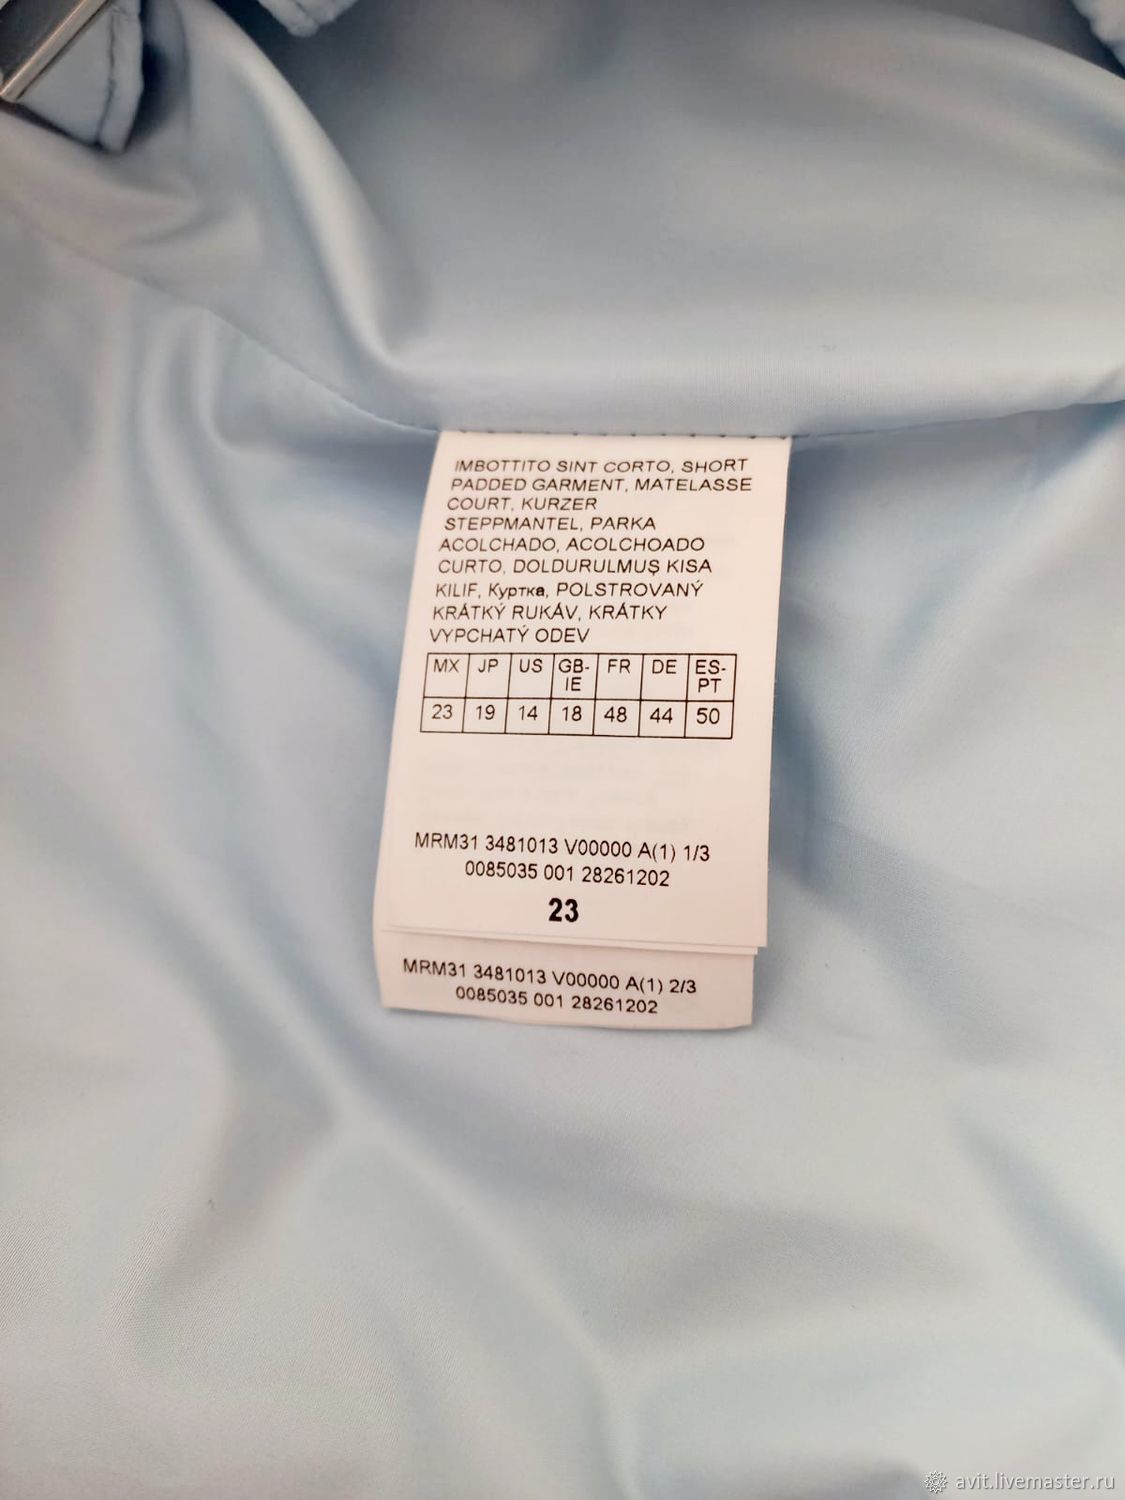 IMBOTTITO SINT CORTO, SHORT
PADDED GARMENT, MATELASSE
COURT, KURZER
STEPPMANTEL, PARKA
ACOLCHADO, ACOLCHOADO
CURTO, DOLDURULMUŞ KISA
KILIF, Куртка, POLSTROVANÝ
KRÁTKÝ RUKÁV, KRÁTKY
VYPCHATÝ ODEV
MX JP US GB-IE FR DE ES-PT
23 19 14 18 48 44 50
MRM31 3481013 V00000 A(1) 1/3
0085035 001 28261202
23
MRM31 3481013 V00000 A(1) 2/3
0085035 001 28261202
avit.livemaster.ru